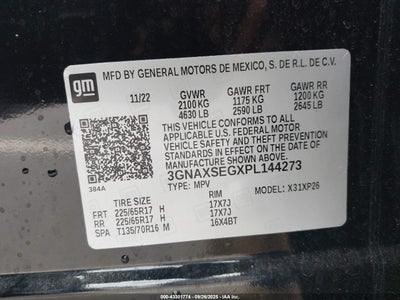 gm
MFD BY GENERAL MOTORS DE MEXICO, S. DE R.L. DE C.V.
11/22 GVWR GAWR FRT GAWR RR
2100 KG 1175 KG 1200 KG
4630 LB 2590 LB 2645 LB
THIS VEHICLE CONFORMS TO ALL APPLICABLE
U.S. FEDERAL MOTOR VEHICLE SAFETY AND
THEFT PREVENTION STANDARDS IN EFFECT ON
THE DATE OF MANUFACTURE SHOWN ABOVE.
384A
3GNAXSEGXPL144273
TYPE: MPV MODEL: X31XP26
TIRE SIZE RIM
FRT 225/65R17 H 17X7J
RR 225/65R17 H 17X7J
SPA T135/70R16 M 16X4BT
000-43301774 - 09/26/2025 - IAAI.COM